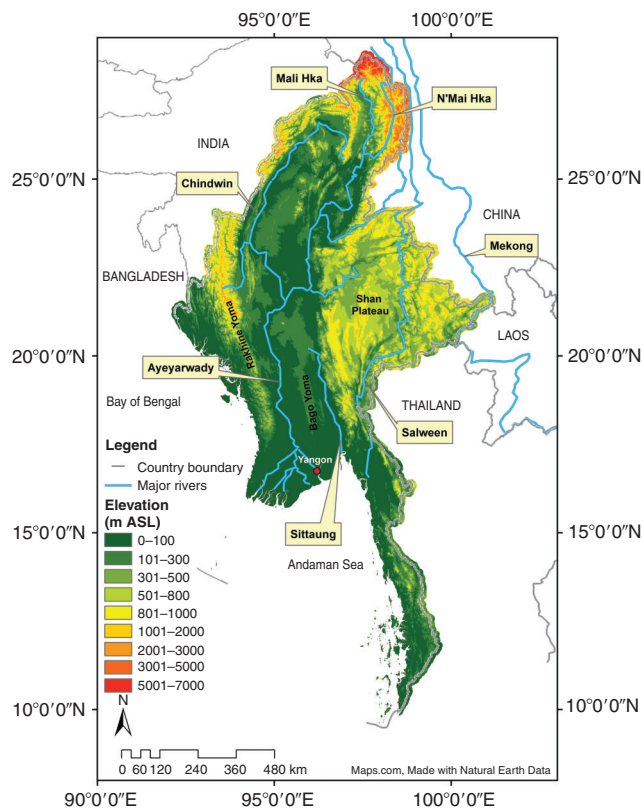 95°0′0″E
100°0′0″E
Mali Hka
N'Mai Hka
INDIA
25°0′0″N
25°0′0″N
Chindwin
CHINA
Mekong
BANGLADESH
Shan
Plateau
Rakhine Yoma
LAOS
20°0′0″N
20°0′0″N
Ayeyarwady
Bago Yoma
Bay of Bengal
THAILAND
Salween
Legend
Country boundary
Major rivers
Yangon
Elevation
(m ASL)
15°0′0″N
15°0′0″N
Sittaung
Andaman Sea
0–100
101–300
301–500
501–800
801–1000
1001–2000
2001–3000
3001–5000
5001–7000
10°0′0″N
10°0′0″N
N
0 60 120 240 360 480 km
Maps.com, Made with Natural Earth Data
90°0′0″E
95°0′0″E
100°0′0″E